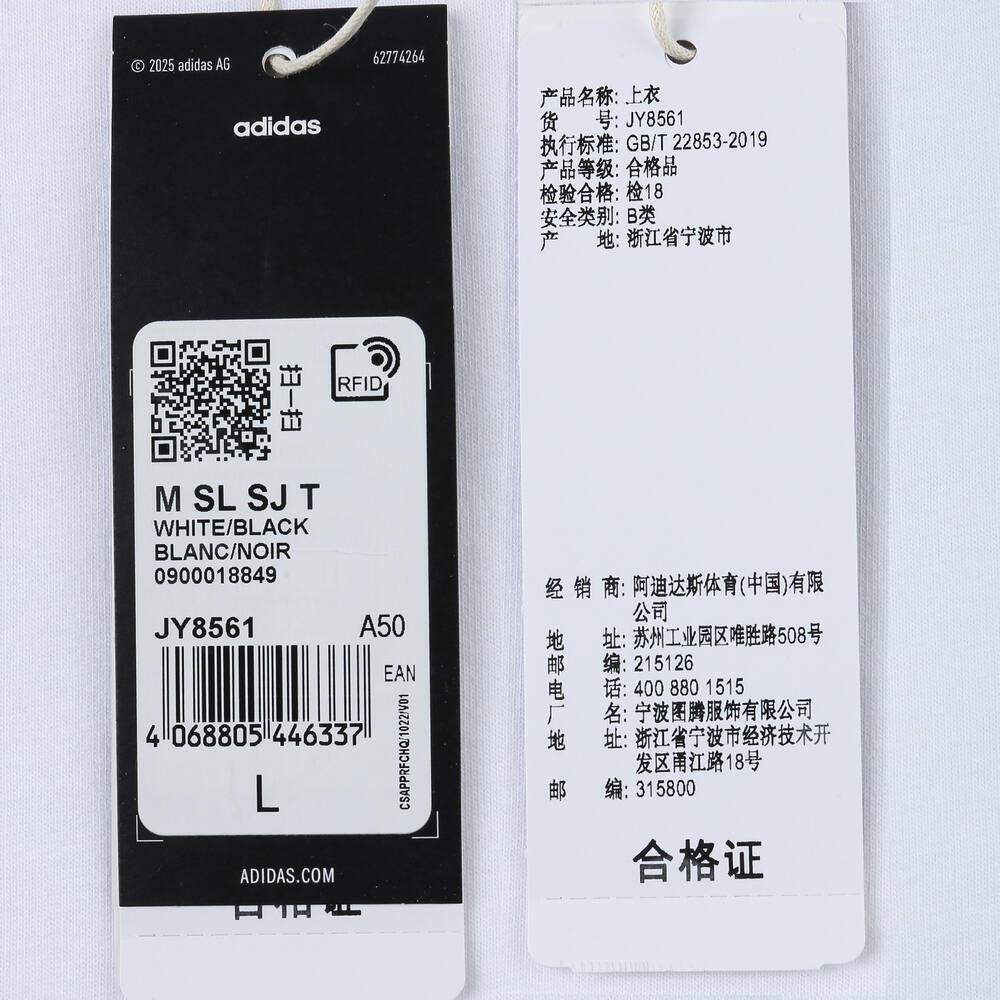 © 2025 adidas AG
62774264
adidas
扫一扫
RFID
M SL SJ T
WHITE/BLACK
BLANC/NOIR
0900018849
JY8561
A50
EAN
4 068805 446337
CSAPPRFCHQ/1022/V01
L
ADIDAS.COM
合格证
产品名称: 上衣
货 号: JY8561
执行标准: GB/T 22853-2019
产品等级: 合格品
检验合格: 检18
安全类别: B类
产 地: 浙江省宁波市
经 销 商: 阿迪达斯体育(中国)有限
公司
地 址: 苏州工业园区唯胜路508号
邮 编: 215126
电 话: 400 880 1515
厂 名: 宁波图腾服饰有限公司
地 址: 浙江省宁波市经济技术开
发区甬江路18号
邮 编: 315800
合格证